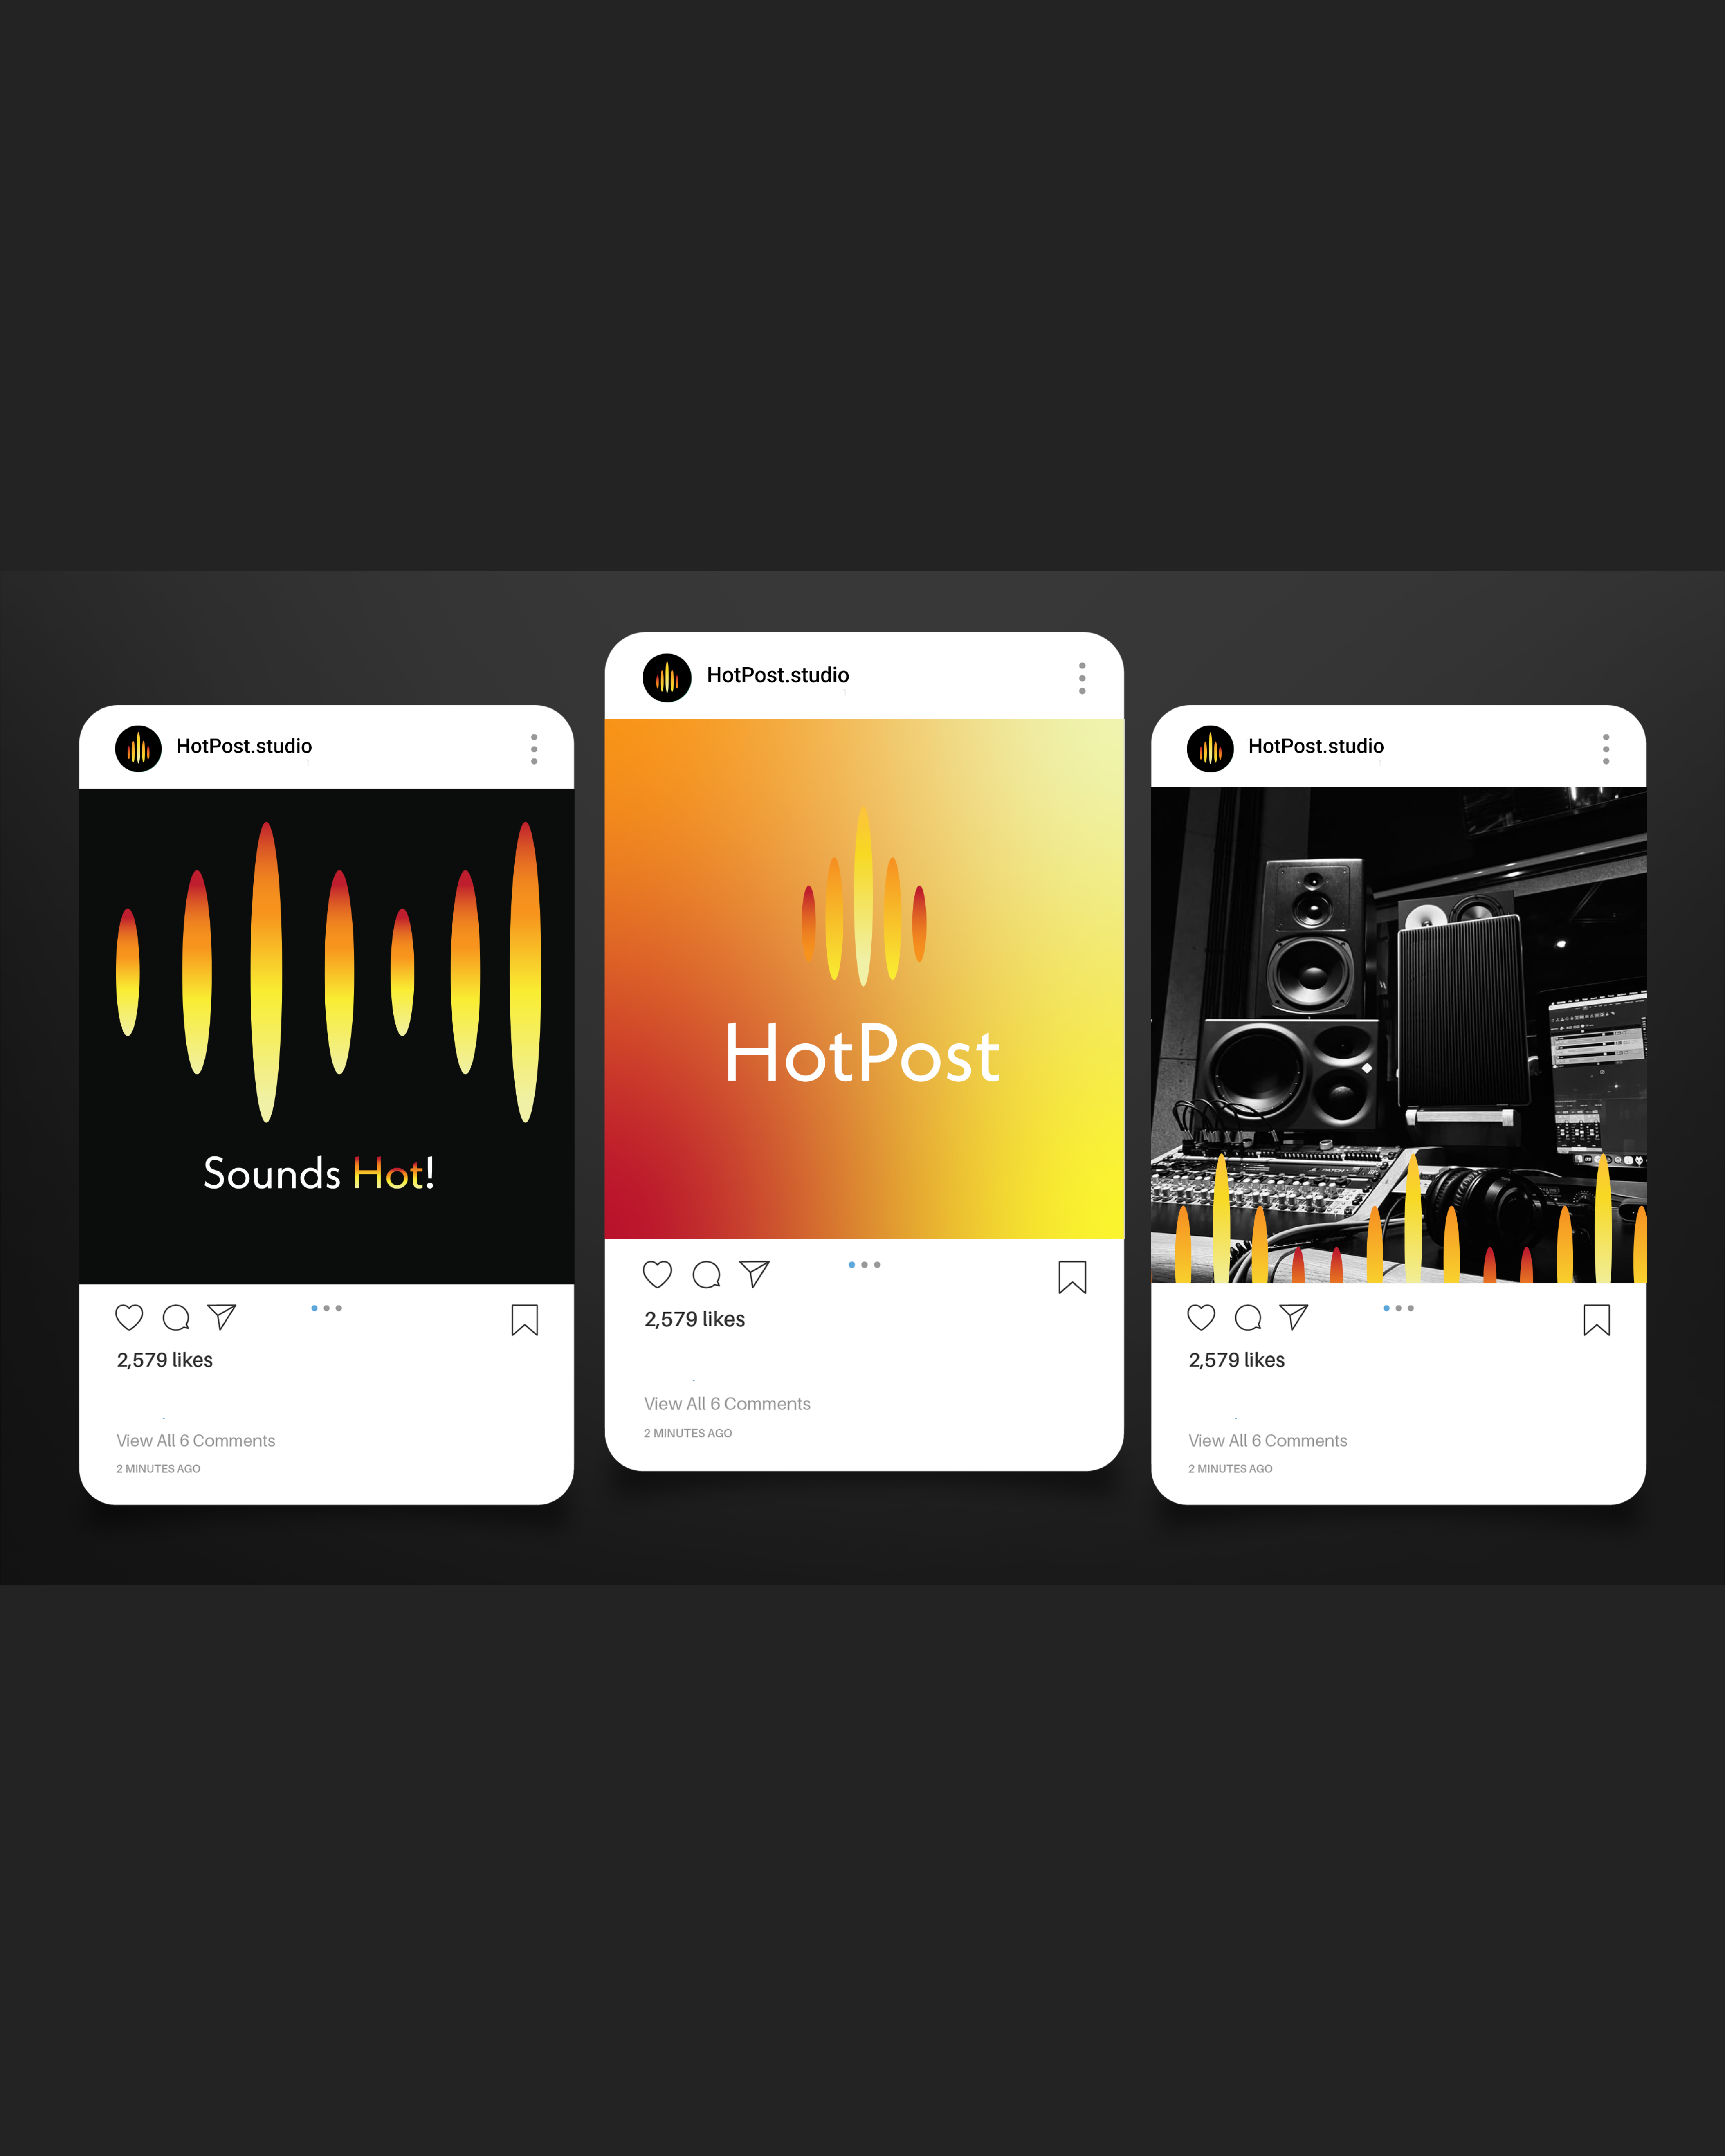 HotPost.studio
Sounds Hot!
2,579 likes
View All 6 Comments
2 MINUTES AGO
HotPost.studio
HotPost
2,579 likes
View All 6 Comments
2 MINUTES AGO
HotPost.studio
2,579 likes
View All 6 Comments
2 MINUTES AGO